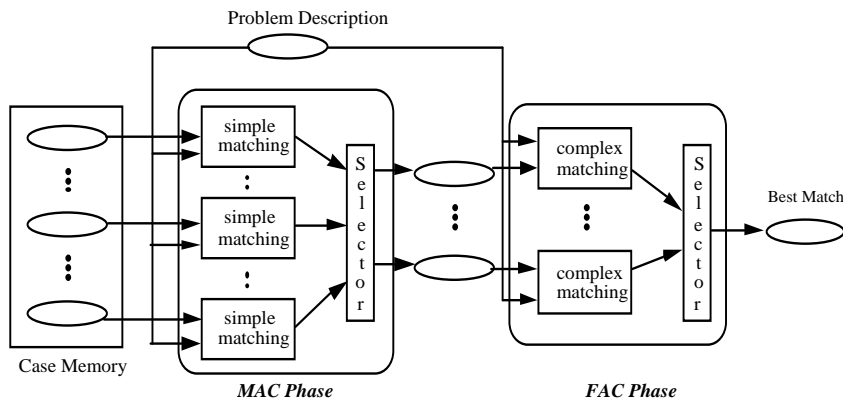 Problem Description
simple
matching
simple
matching
simple
matching
Selector
complex
matching
complex
matching
Selector
Best Match
Case Memory
MAC Phase
FAC Phase